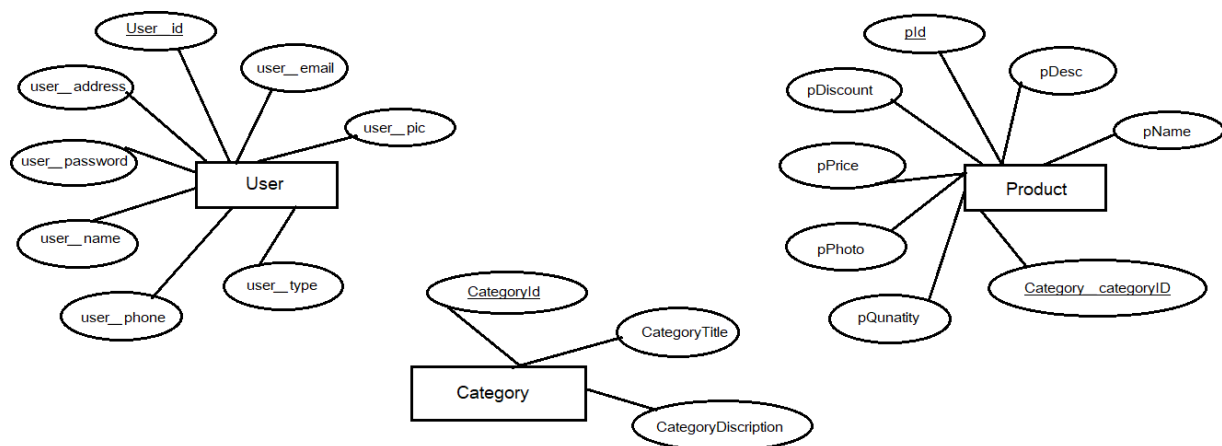 User__id
user__email
user__address
user__pic
user__password
User
user__name
user__type
user__phone
pId
pDesc
pDiscount
pName
pPrice
Product
pPhoto
Category__categoryID
pQunatity
CategoryId
CategoryTitle
Category
CategoryDiscription